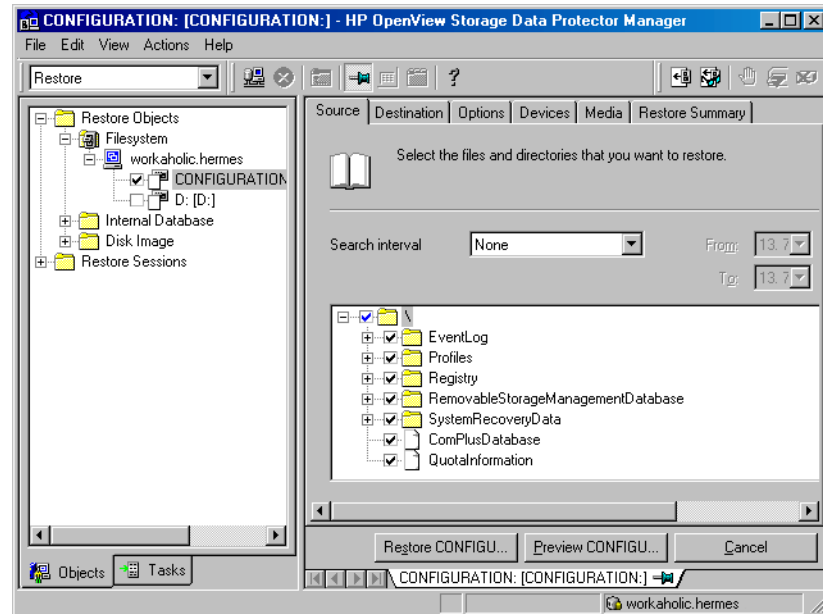 CONFIGURATION: [CONFIGURATION:] - HP OpenView Storage Data Protector Manager
File Edit View Actions Help
Restore
Restore Objects
Filesystem
workaholic.hermes
CONFIGURATION
D: [D:]
Internal Database
Disk Image
Restore Sessions
Objects Tasks
Source Destination Options Devices Media Restore Summary
Select the files and directories that you want to restore.
Search interval None From: 13. 7
To: 13. 7
\
EventLog
Profiles
Registry
RemovableStorageManagementDatabase
SystemRecoveryData
ComPlusDatabase
QuotaInformation
Restore CONFIGU... Preview CONFIGU... Cancel
CONFIGURATION: [CONFIGURATION:]
workaholic.hermes